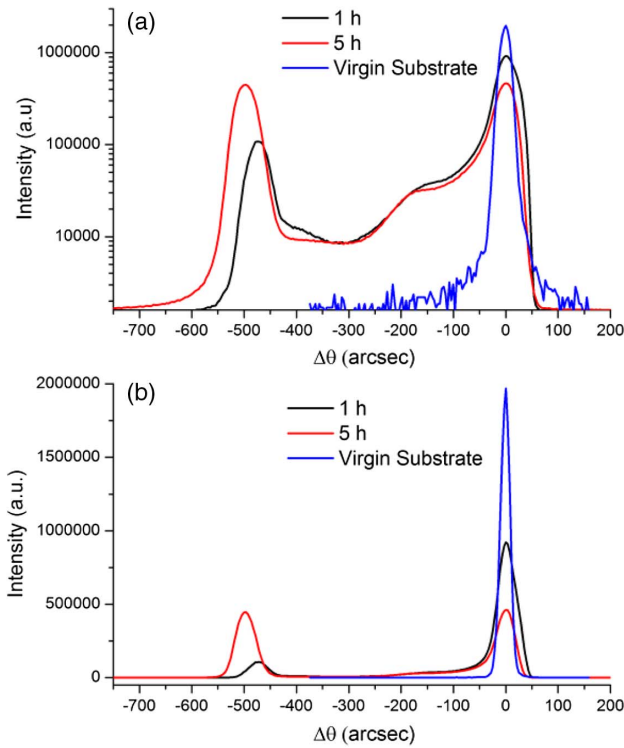 (a)
1 h
5 h
Virgin Substrate
Intensity (a.u)
1000000
100000
10000
-700 -600 -500 -400 -300 -200 -100 0 100 200
Δθ (arcsec)
(b)
1 h
5 h
Virgin Substrate
Intensity (a.u.)
2000000
1500000
1000000
500000
0
-700 -600 -500 -400 -300 -200 -100 0 100 200
Δθ (arcsec)